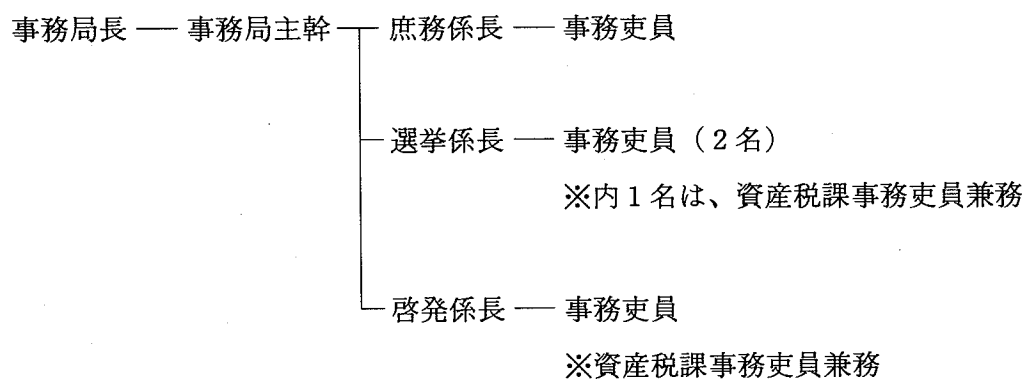 事務局長 ― 事務局主幹 ― 庶務係長 ― 事務吏員
選挙係長 ― 事務吏員(2名)
※内1名は、資産税課事務吏員兼務
啓発係長 ― 事務吏員
※資産税課事務吏員兼務